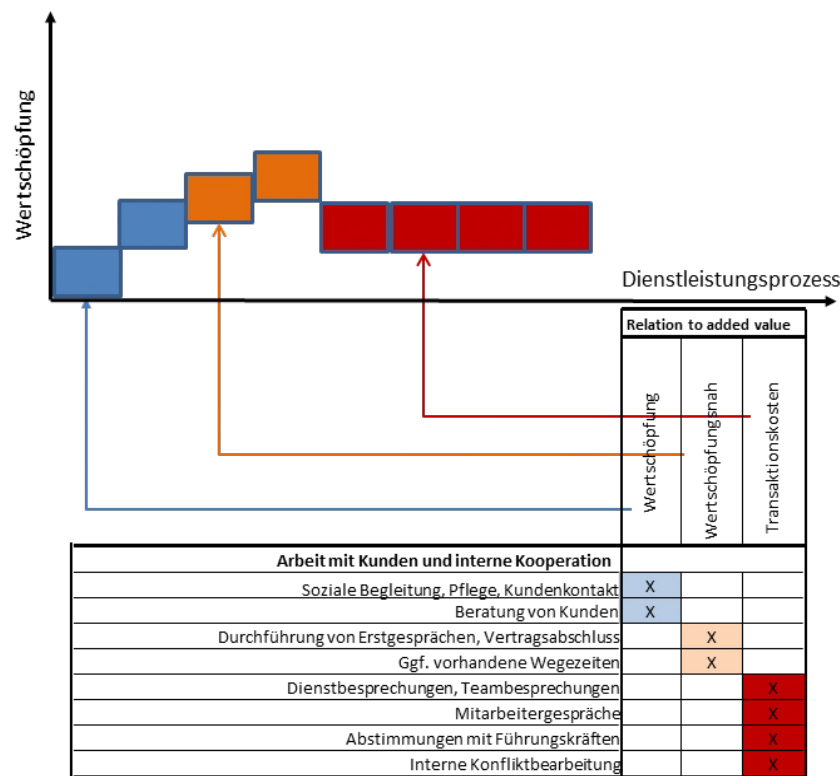 Wertschöpfung
Dienstleistungsprozess
Relation to added value
Wertschöpfung
Wertschöpfungsnah
Transaktionskosten
Arbeit mit Kunden und interne Kooperation
Soziale Begleitung, Pflege, Kundenkontakt X
Beratung von Kunden X
Durchführung von Erstgesprächen, Vertragsabschluss X
Ggf. vorhandene Wegezeiten X
Dienstbesprechungen, Teambesprechungen X
Mitarbeitergespräche X
Abstimmungen mit Führungskräften X
Interne Konfliktbearbeitung X